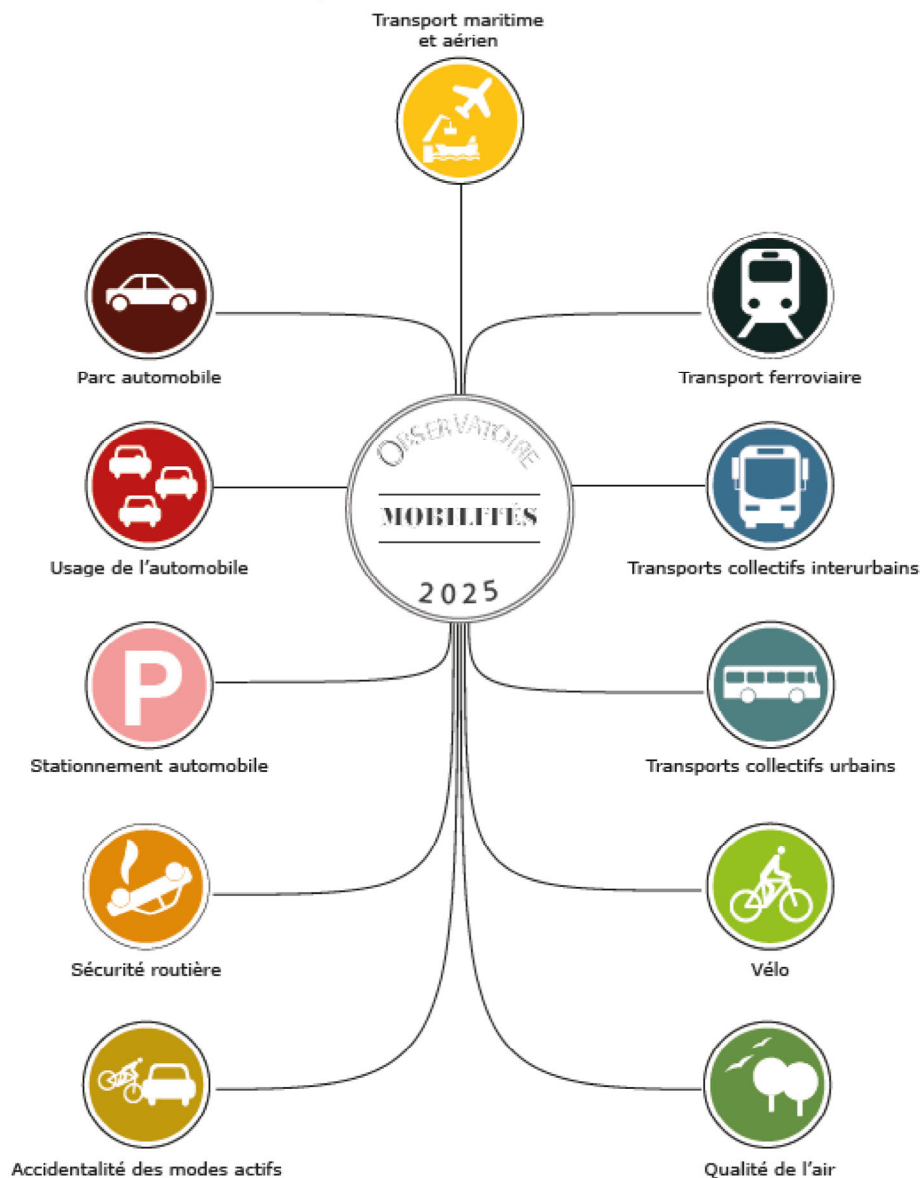 Transport maritime
et aérien
Parc automobile
Transport ferroviaire
OBSERVATOIRE
MOBILITÉS
2025
Usage de l'automobile
Transports collectifs interurbains
P
Stationnement automobile
Transports collectifs urbains
Sécurité routière
Vélo
Accidentalité des modes actifs
Qualité de l'air